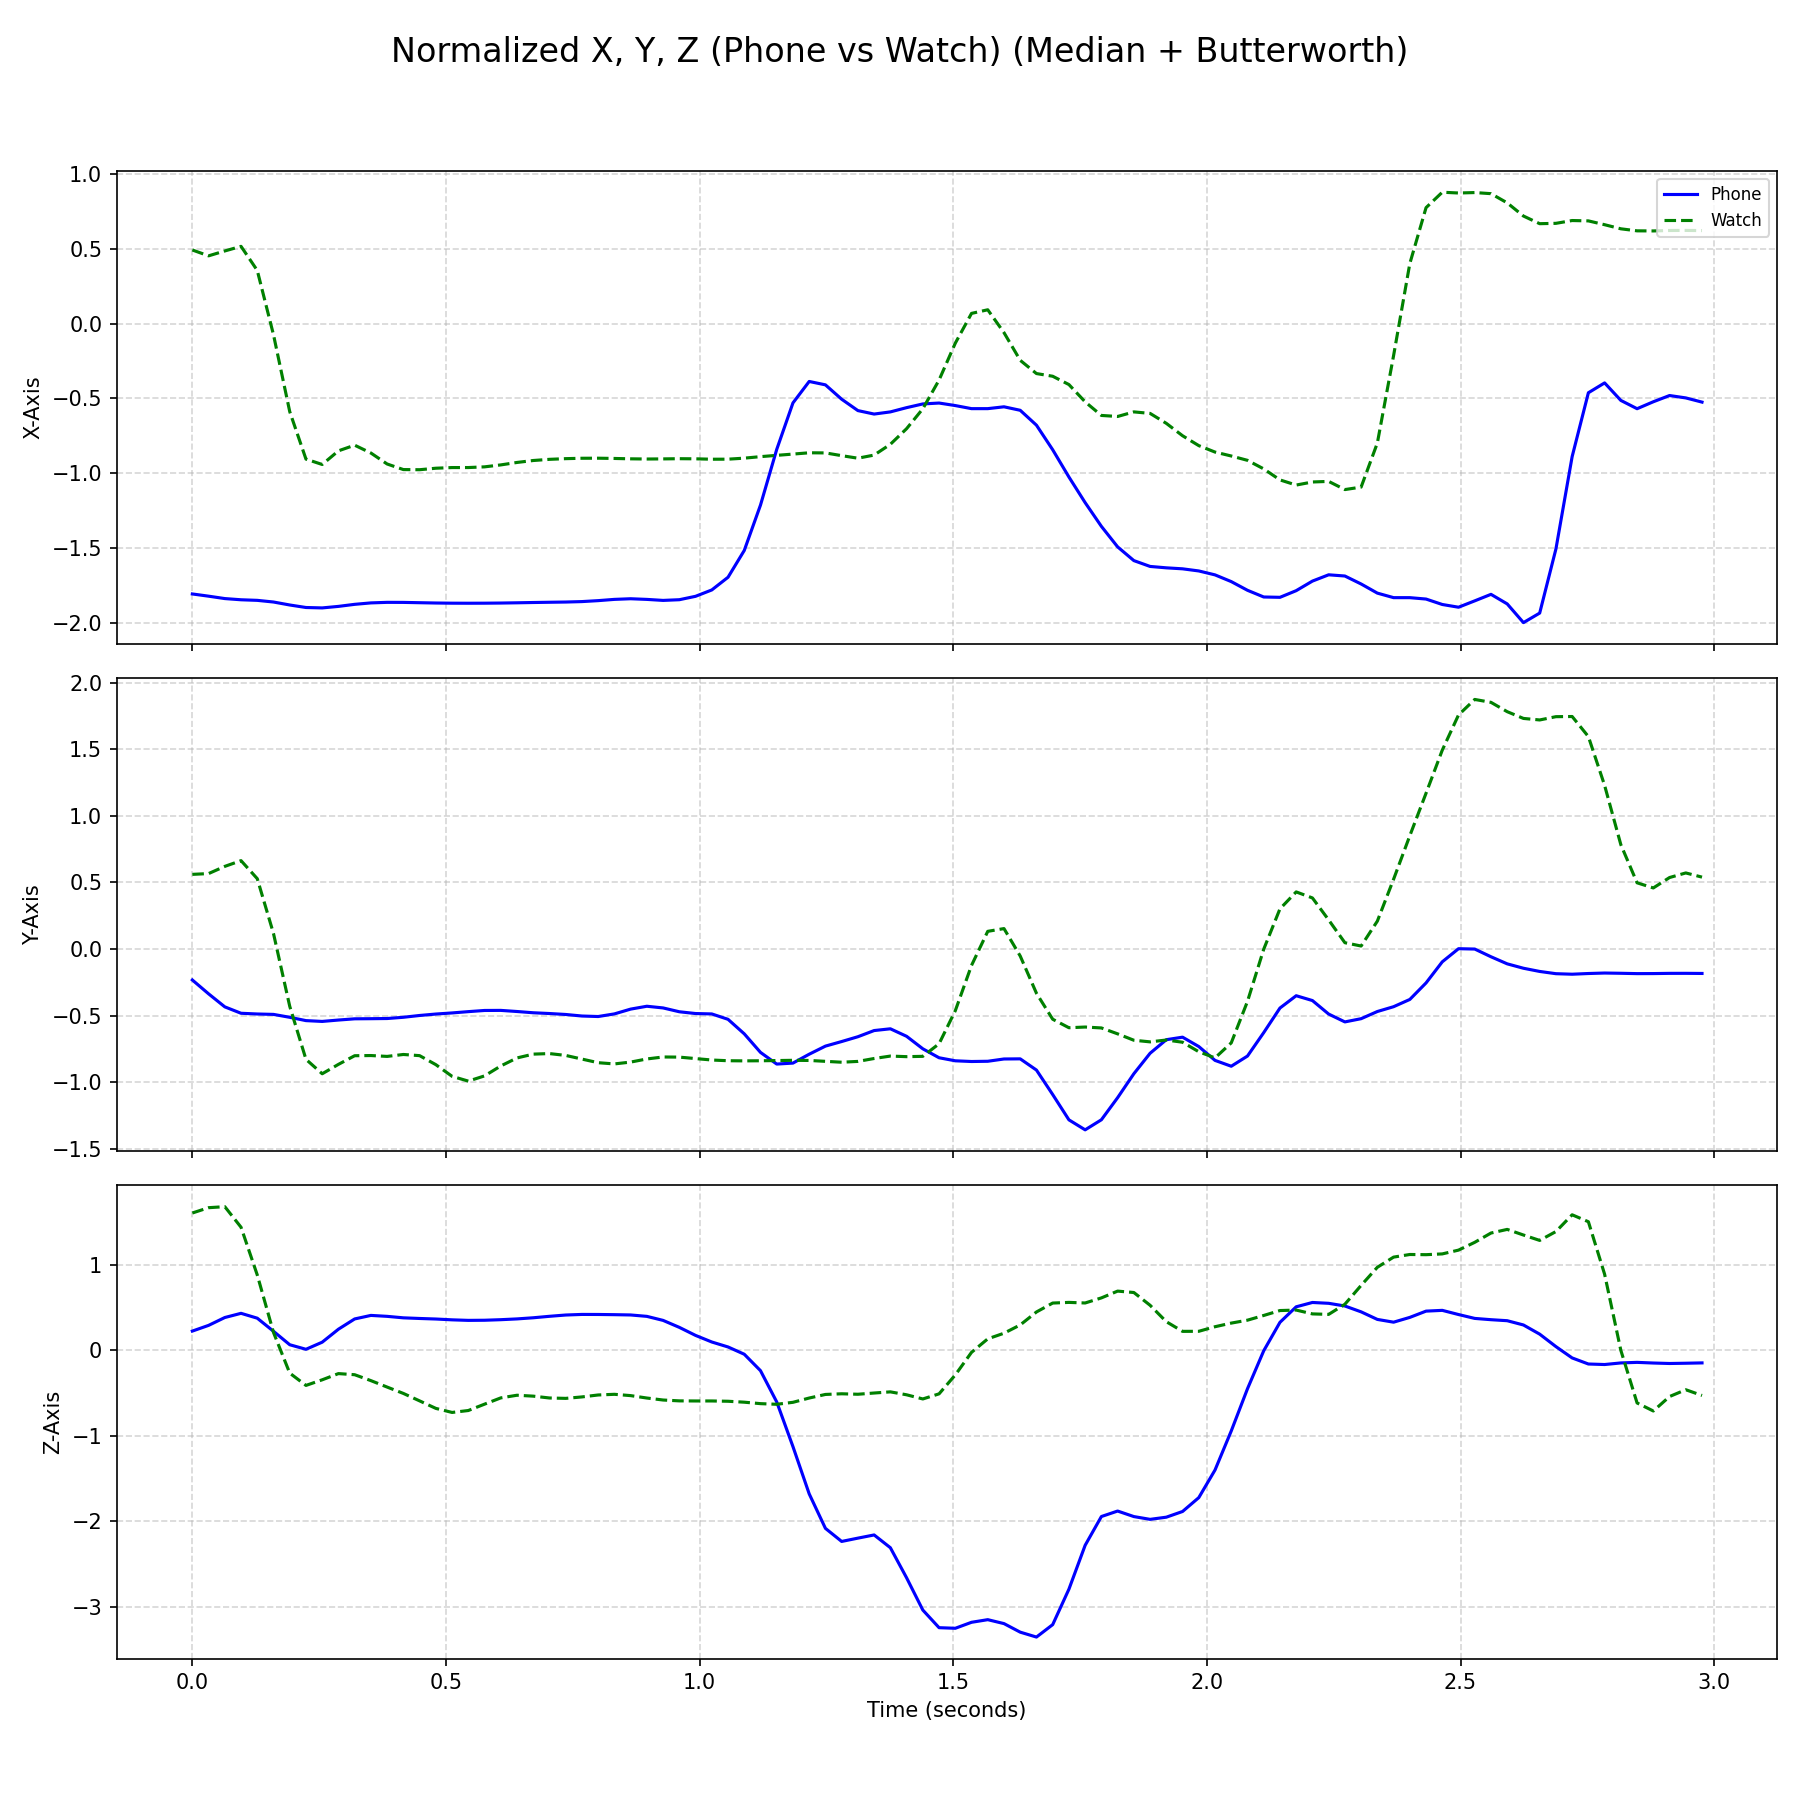 Normalized X, Y, Z (Phone vs Watch) (Median + Butterworth)
1.0
0.5
0.0
−0.5
−1.0
−1.5
−2.0
X-Axis
Phone
Watch
2.0
1.5
1.0
0.5
0.0
−0.5
−1.0
−1.5
Y-Axis
1
0
−1
−2
−3
Z-Axis
0.0 0.5 1.0 1.5 2.0 2.5 3.0
Time (seconds)